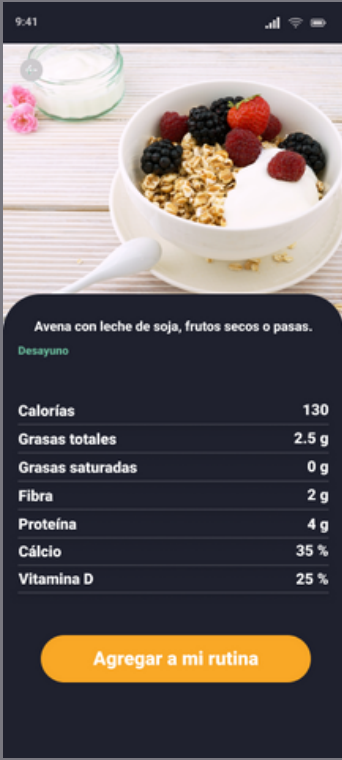 9:41
Avena con leche de soja, frutos secos o pasas.
Desayuno
Calorías 130
Grasas totales 2.5 g
Grasas saturadas 0 g
Fibra 2 g
Proteína 4 g
Cálcio 35 %
Vitamina D 25 %
Agregar a mi rutina